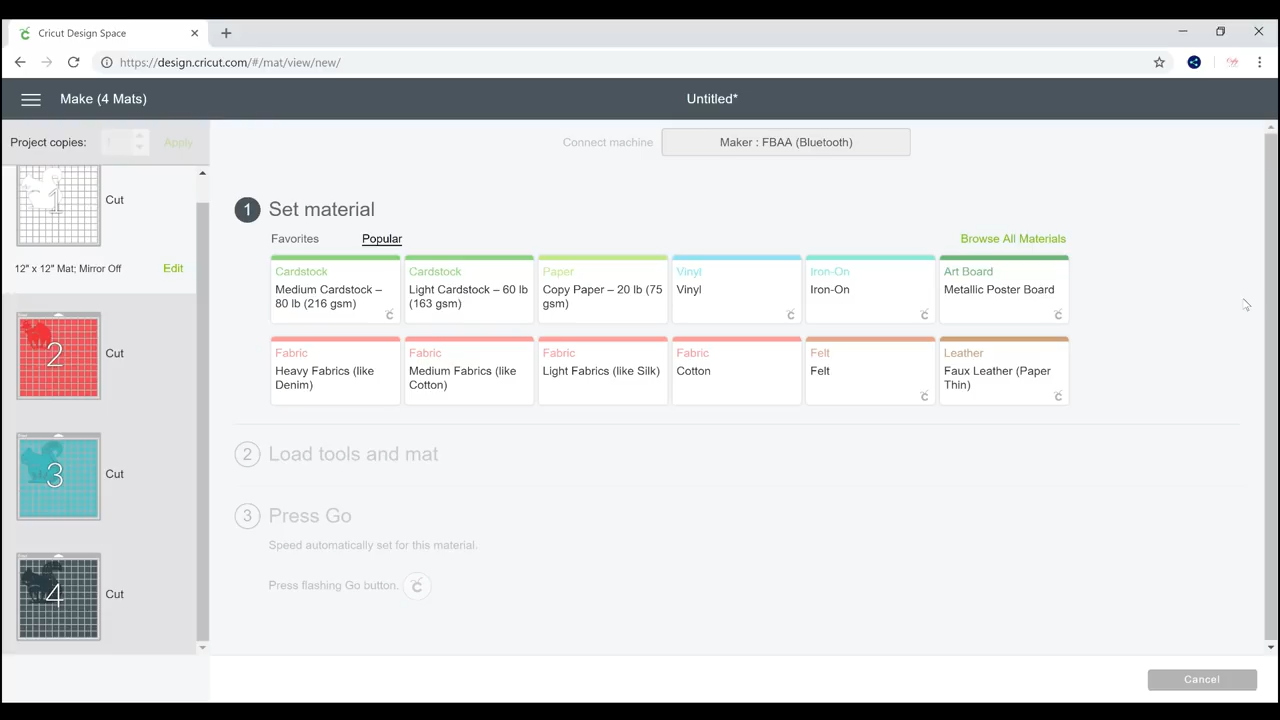 Cricut Design Space
https://design.cricut.com/#/mat/view/new/
Make (4 Mats)
Untitled*
Project copies:
Apply
Connect machine
Maker : FBAA (Bluetooth)
Cut
12" x 12" Mat; Mirror Off
Edit
2
Cut
3
Cut
4
Cut
1
Set material
Favorites
Popular
Browse All Materials
Cardstock
Medium Cardstock –
80 lb (216 gsm)
Cardstock
Light Cardstock – 60 lb
(163 gsm)
Paper
Copy Paper – 20 lb (75
gsm)
Vinyl
Vinyl
Iron-On
Iron-On
Art Board
Metallic Poster Board
Fabric
Heavy Fabrics (like
Denim)
Fabric
Medium Fabrics (like
Cotton)
Fabric
Light Fabrics (like Silk)
Fabric
Cotton
Felt
Felt
Leather
Faux Leather (Paper
Thin)
2
Load tools and mat
3
Press Go
Speed automatically set for this material.
Press flashing Go button.
Cancel